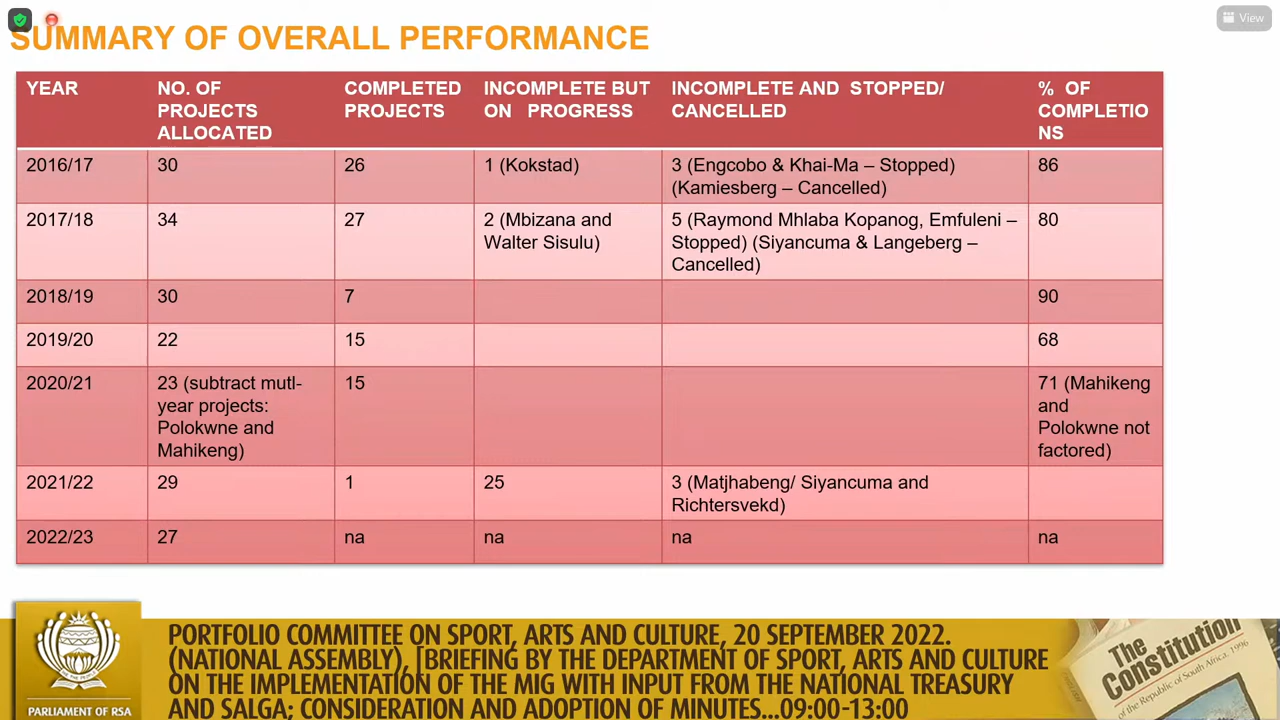 View
SUMMARY OF OVERALL PERFORMANCE
YEAR
NO. OF
PROJECTS
ALLOCATED
COMPLETED
PROJECTS
INCOMPLETE BUT
ON PROGRESS
INCOMPLETE AND STOPPED/
CANCELLED
% OF
COMPLETIO
NS
2016/17
30
26
1 (Kokstad)
3 (Engcobo & Khai-Ma – Stopped)
(Kamiesberg – Cancelled)
86
2017/18
34
27
2 (Mbizana and
Walter Sisulu)
5 (Raymond Mhlaba Kopanog, Emfuleni –
Stopped) (Siyancuma & Langeberg –
Cancelled)
80
2018/19
30
7
90
2019/20
22
15
68
2020/21
23 (subtract mutl-
year projects:
Polokwne and
Mahikeng)
15
71 (Mahikeng
and
Polokwne not
factored)
2021/22
29
1
25
3 (Matjhabeng/ Siyancuma and
Richtersvekd)
2022/23
27
na
na
na
na
PARLIAMENT OF RSA
PORTFOLIO COMMITTEE ON SPORT, ARTS AND CULTURE, 20 SEPTEMBER 2022.
(NATIONAL ASSEMBLY), [BRIEFING BY THE DEPARTMENT OF SPORT, ARTS AND CULTURE
ON THE IMPLEMENTATION OF THE MIG WITH INPUT FROM THE NATIONAL TREASURY
AND SALGA; CONSIDERATION AND ADOPTION OF MINUTES...09:00-13:00
The
Constitution
of the Republic of South Africa, 1996